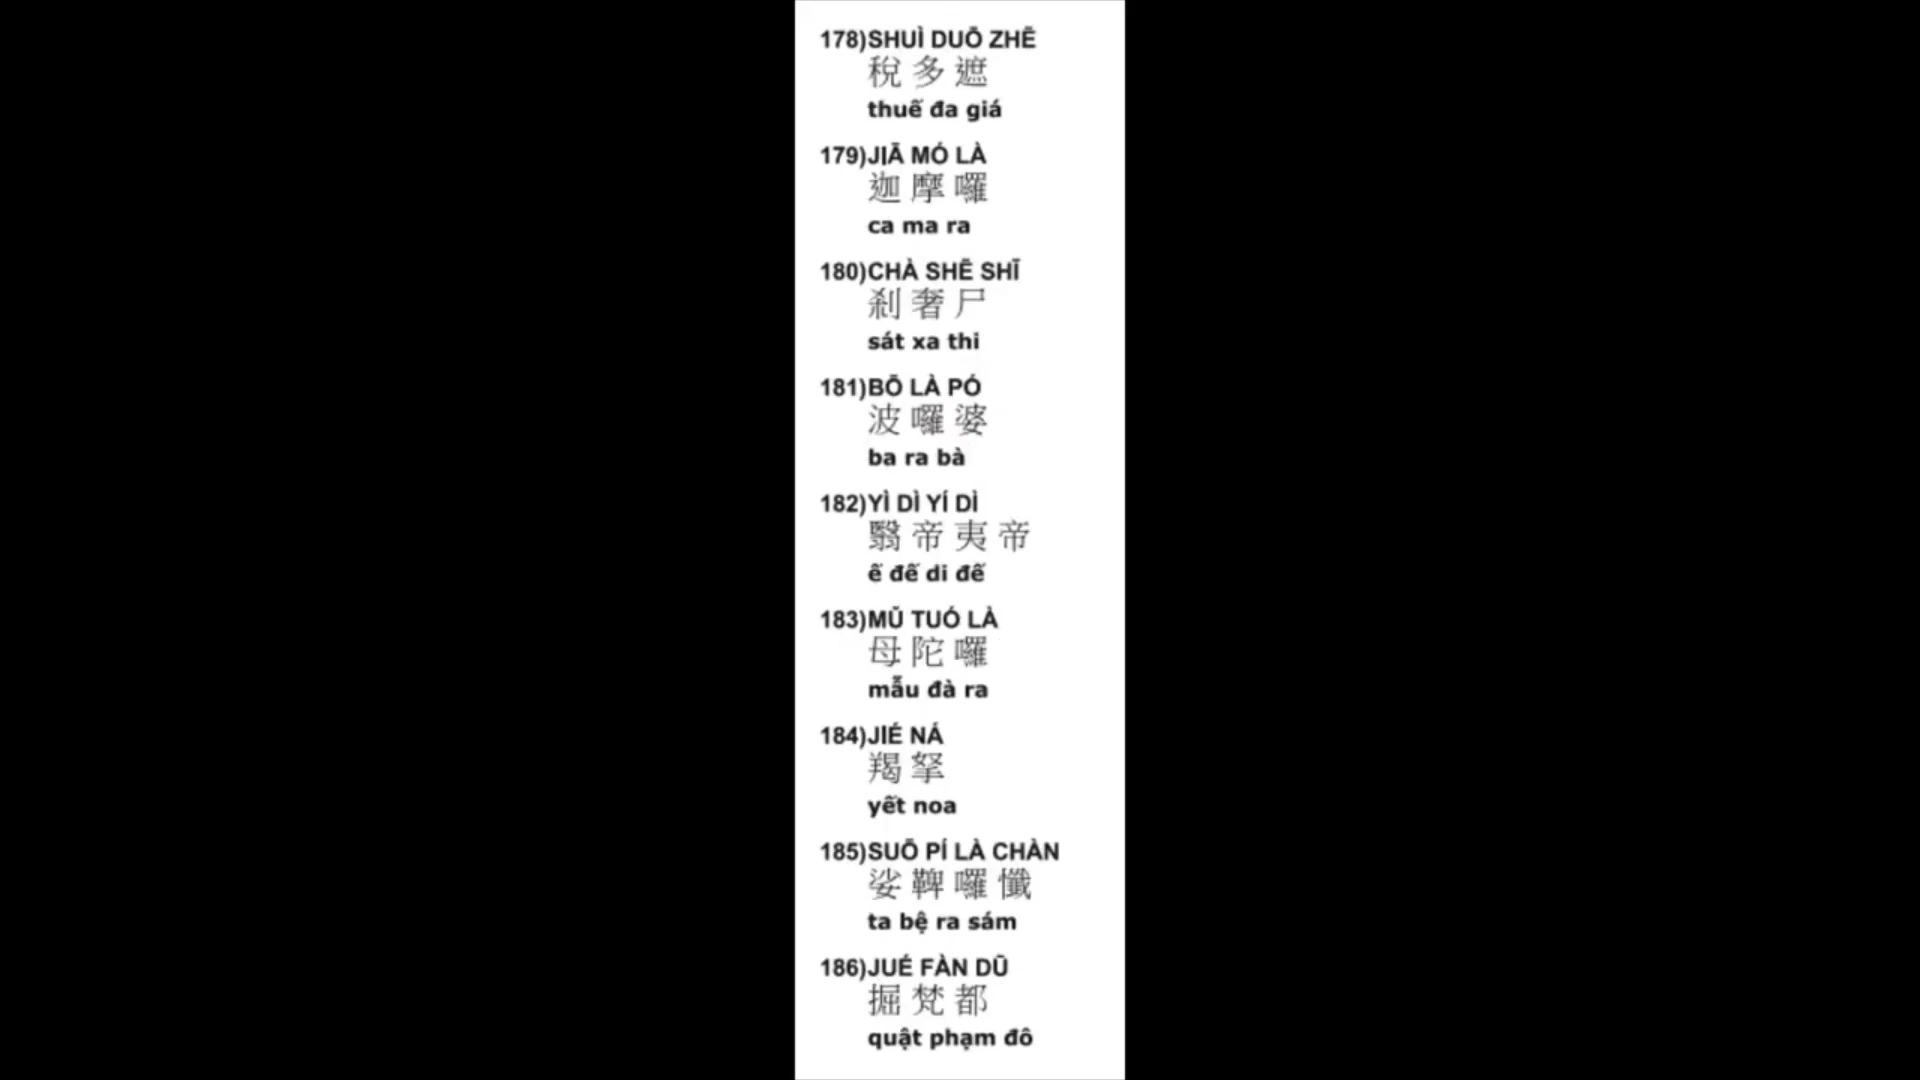 178)SHUÌ DUŌ ZHĒ
稅多遮
thuế đa giá
179)JIĀ MÓ LÀ
迦摩囉
ca ma ra
180)CHÀ SHĒ SHĪ
剎奢尸
sát xa thi
181)BŌ LÀ PÓ
波囉婆
ba ra bà
182)YÌ DÌ YÍ DÌ
翳帝夷帝
ế đế di đế
183)MŬ TUÓ LÀ
母陀囉
mẫu đà ra
184)JIÉ NÁ
羯拏
yết noa
185)SUŌ PÍ LÀ CHÀN
娑鞞囉懺
ta bệ ra sám
186)JUÉ FÀN DŪ
掘梵都
quật phạm đô